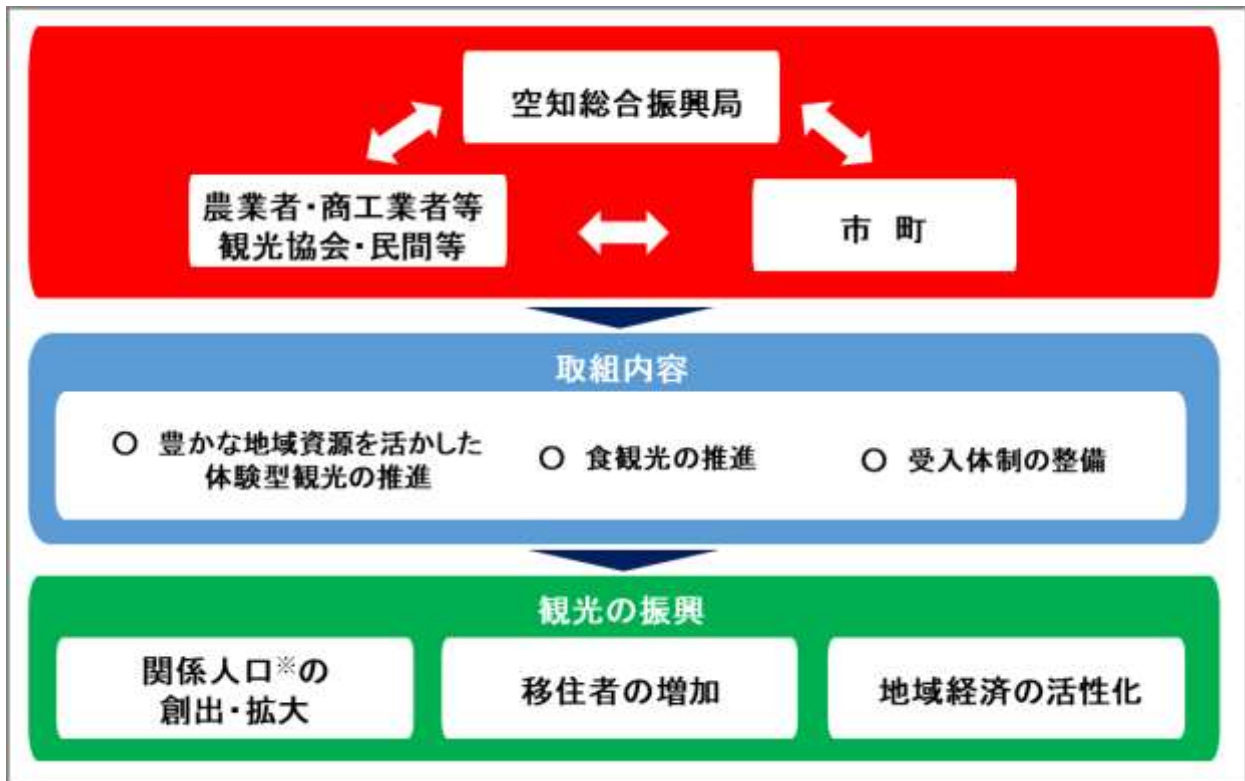 空知総合振興局
農業者・商工業者等
観光協会・民間等
市 町
取組内容
○ 豊かな地域資源を活かした
体験型観光の推進
○ 食観光の推進
○ 受入体制の整備
観光の振興
関係人口※の
創出・拡大
移住者の増加
地域経済の活性化